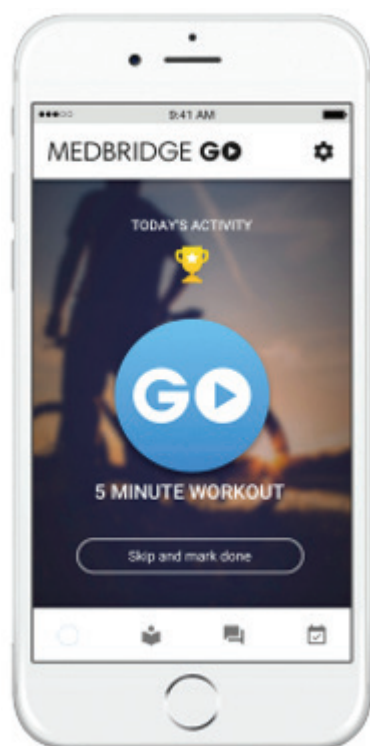 9:41 AM
MEDBRIDGE GO
TODAY'S ACTIVITY
GO
5 MINUTE WORKOUT
Skip and mark done